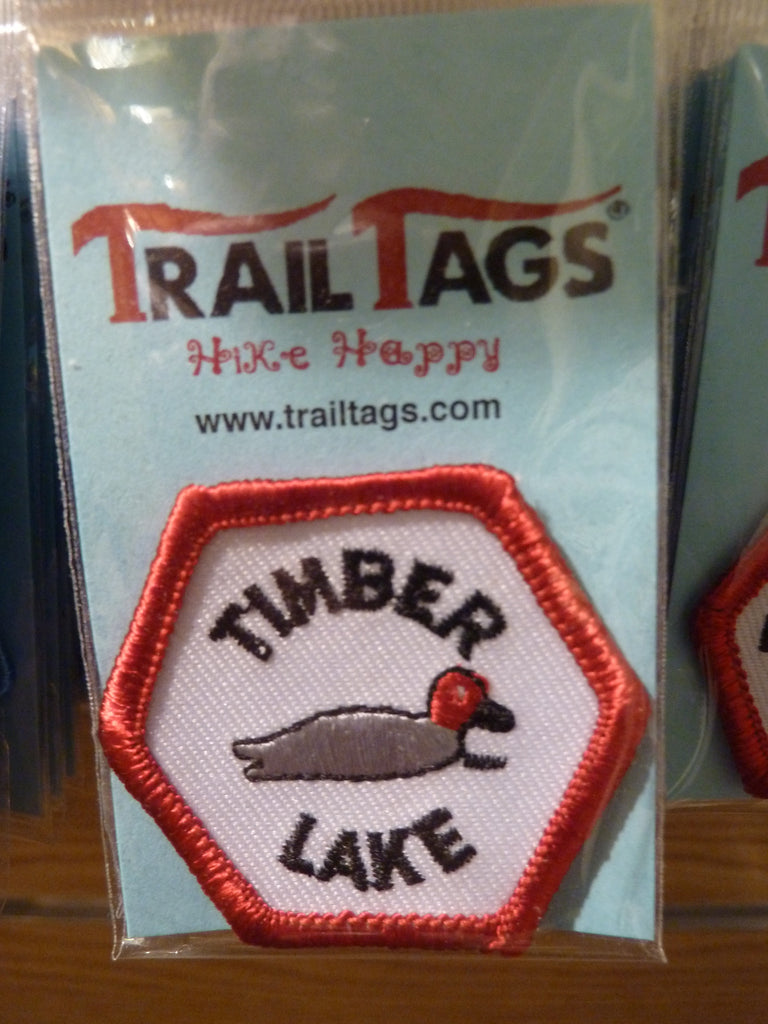 TRAIL TAGS®
Hike Happy
www.trailtags.com
TIMBER
LAKE